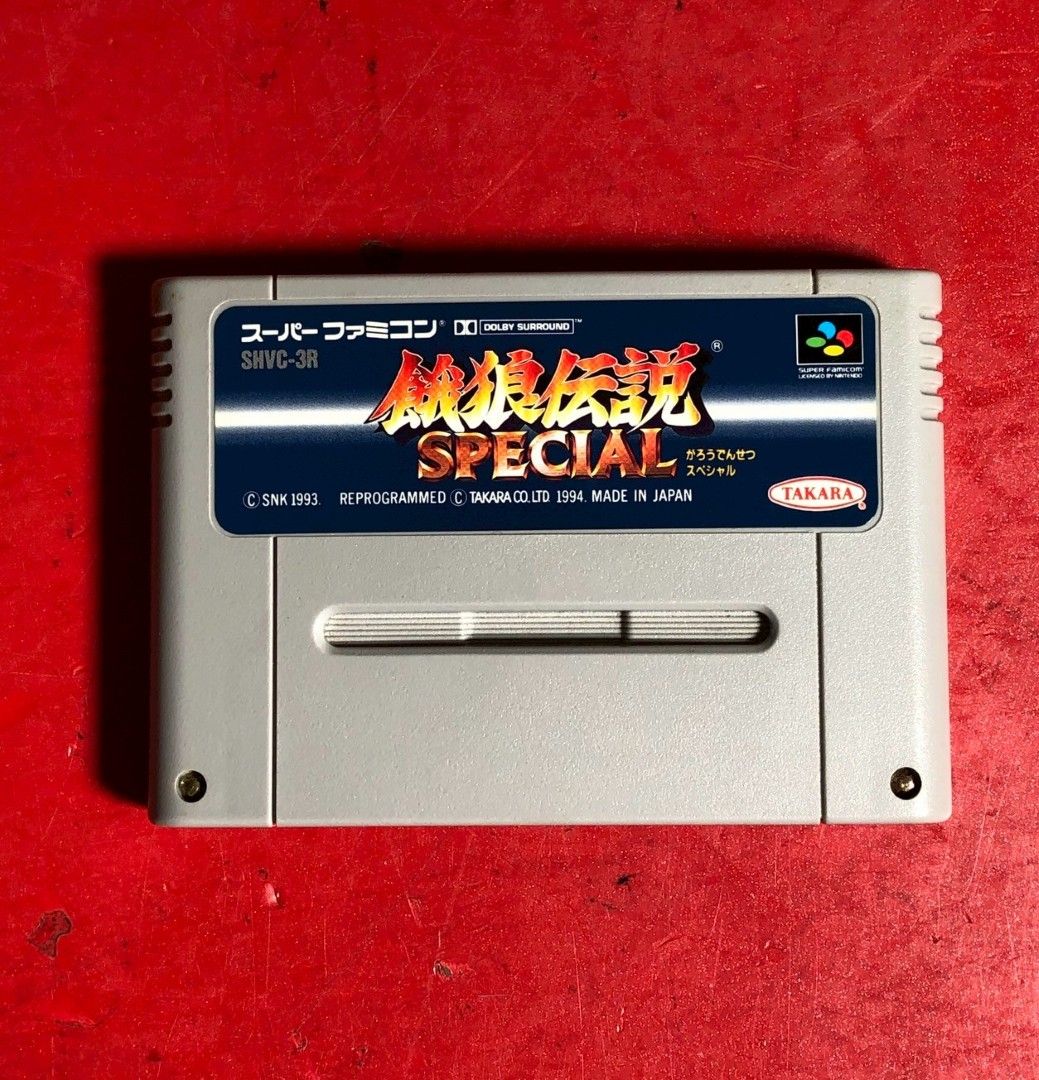 スーパーファミコン® DOLBY SURROUND™
SHVC-3R
餓狼伝説®
SPECIAL
がろうでんせつ
スペシャル
SUPER FAMICOM™
LICENSED BY NINTENDO
© SNK 1993. REPROGRAMMED © TAKARA CO.LTD. 1994. MADE IN JAPAN
TAKARA®